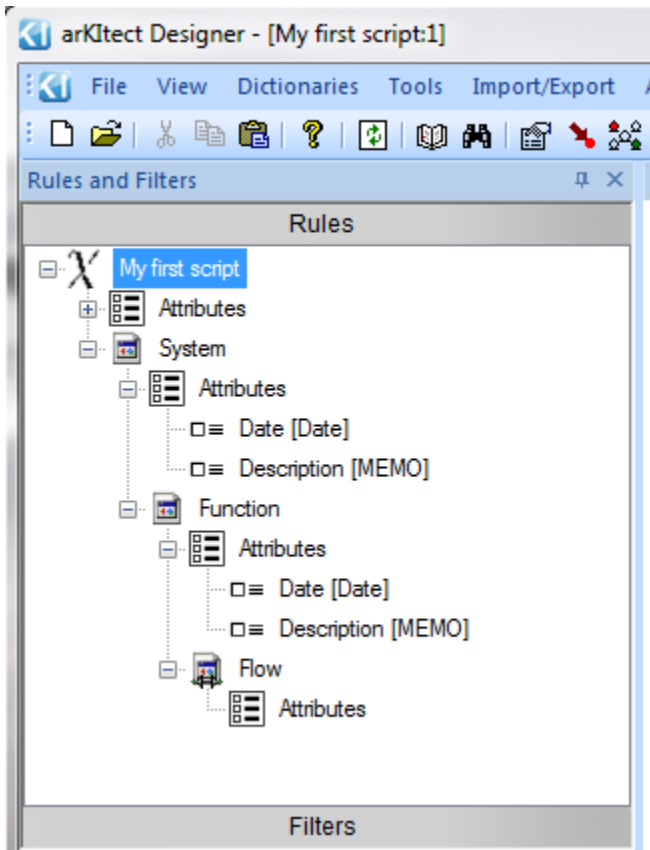 arKItect Designer - [My first script:1]
File View Dictionaries Tools Import/Export
Rules and Filters
Rules
My first script
Attributes
System
Attributes
Date [Date]
Description [MEMO]
Function
Attributes
Date [Date]
Description [MEMO]
Flow
Attributes
Filters